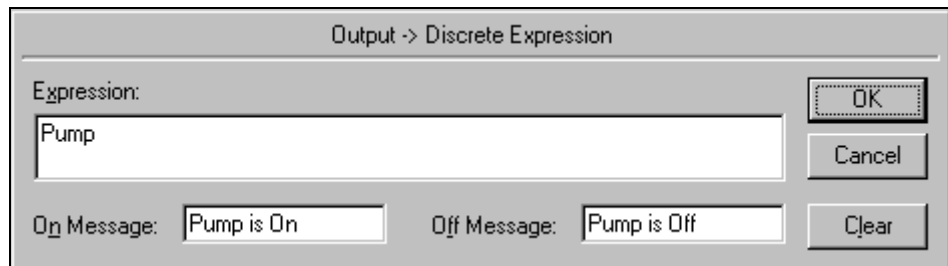 Output -> Discrete Expression
Expression:
OK
Pump
Cancel
On Message:
Pump is On
Off Message:
Pump is Off
Clear